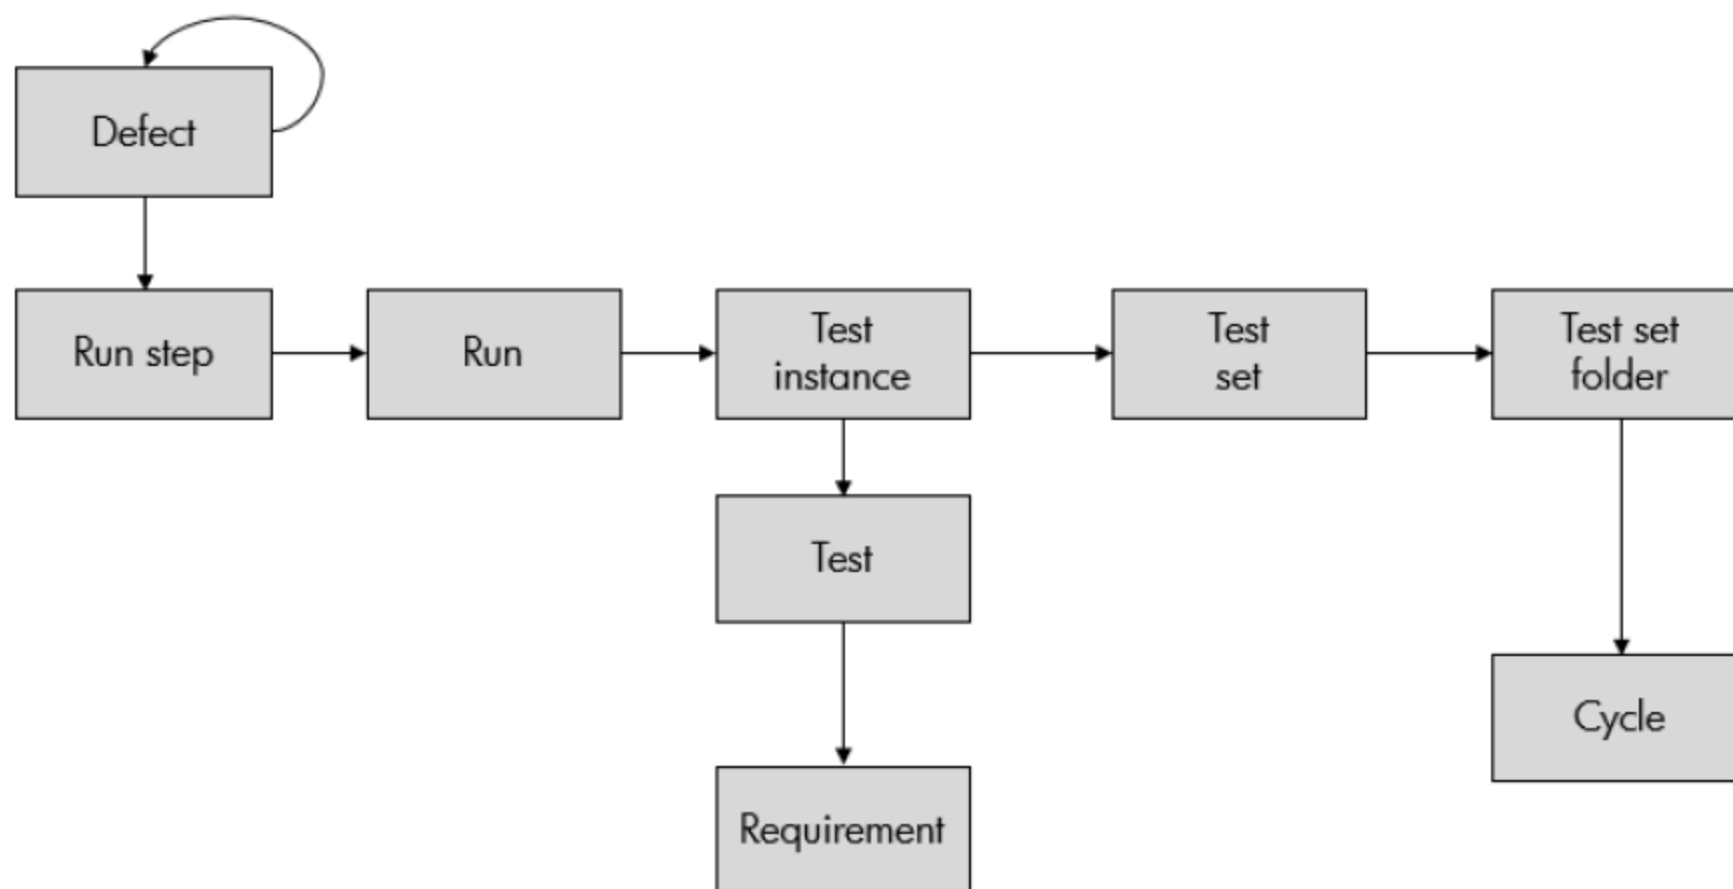 Defect
Run step
Run
Test
instance
Test
set
Test set
folder
Test
Cycle
Requirement